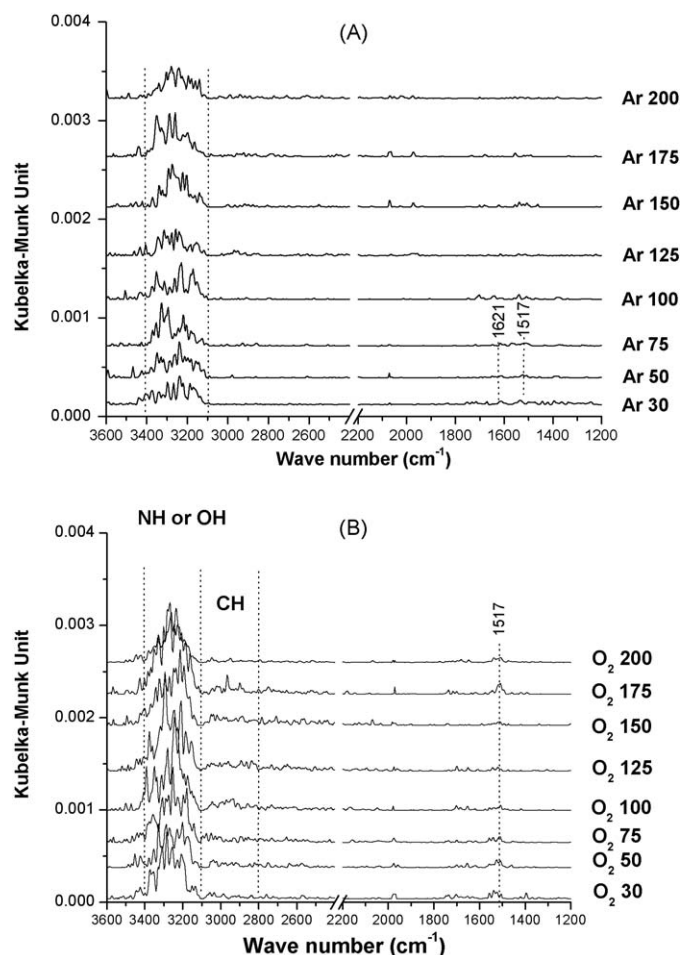 (A)
0.004
0.003
0.002
0.001
0.000
Kubelka-Munk Unit
Ar 200
Ar 175
Ar 150
Ar 125
Ar 100
Ar 75
Ar 50
Ar 30
1621
1517
3600 3400 3200 3000 2800 2600 2400 2200 2000 1800 1600 1400 1200
Wave number (cm-1)
(B)
NH or OH
CH
1517
0.004
0.003
0.002
0.001
0.000
Kubelka-Munk Unit
O2 200
O2 175
O2 150
O2 125
O2 100
O2 75
O2 50
O2 30
3600 3400 3200 3000 2800 2600 2400 2200 2000 1800 1600 1400 1200
Wave number (cm-1)